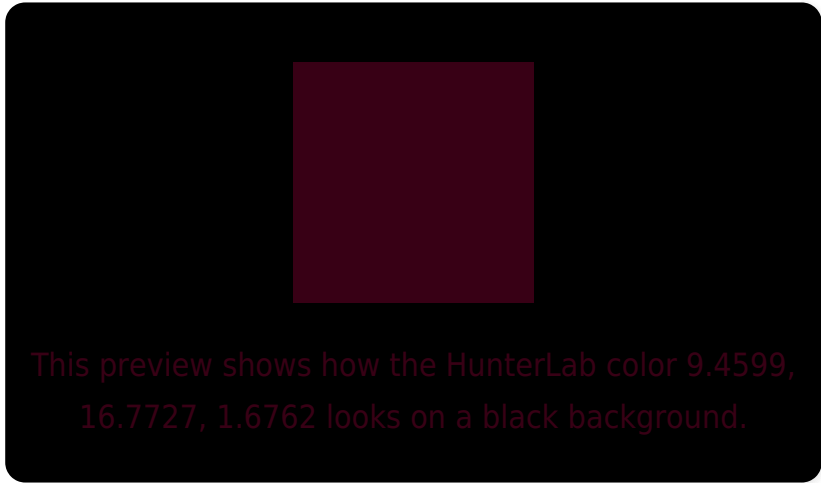 This preview shows how the HunterLab color 9.4599,
16.7727, 1.6762 looks on a black background.